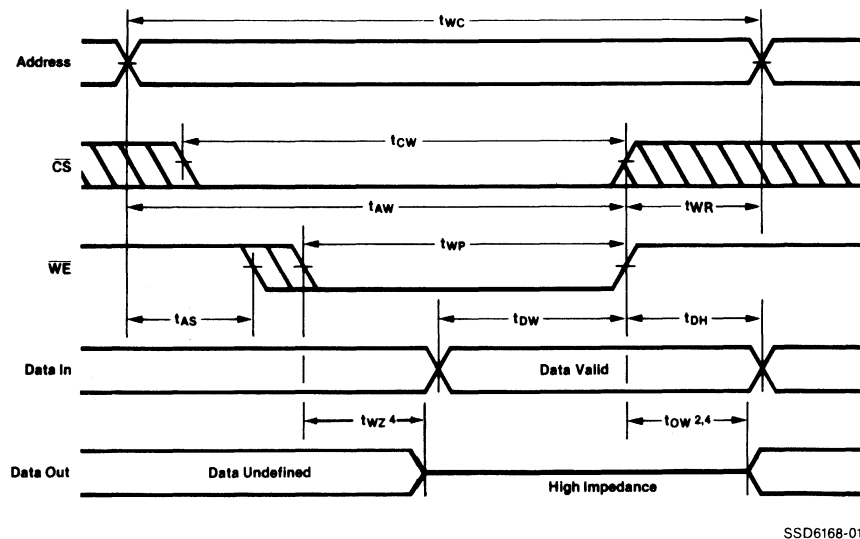 tWC
Address
tCW
CS
tAW
tWR
tWP
WE
tAS
tDW
tDH
Data In
Data Valid
tWZ 4
tOW 2,4
Data Out
Data Undefined
High Impedance
SSD6168-01